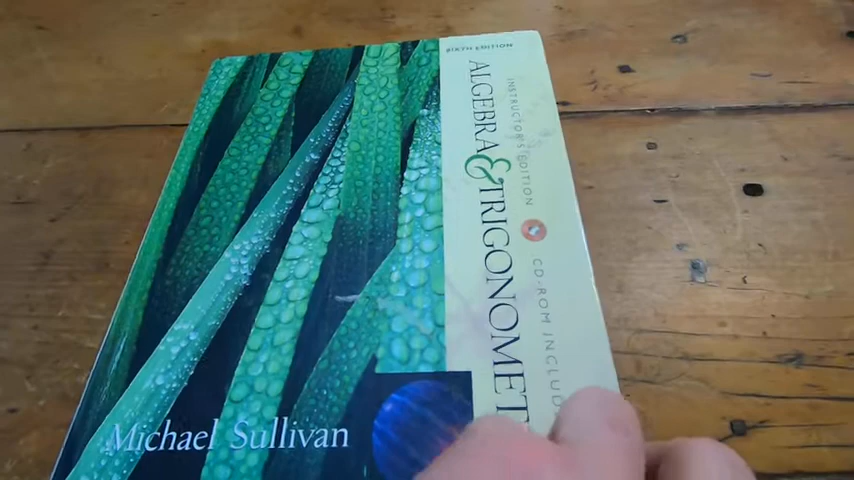 SIXTH EDITION
INSTRUCTOR'S EDITION
ALGEBRA
& TRIGONOMET
CD-ROM INCLUD
Michael Sullivan